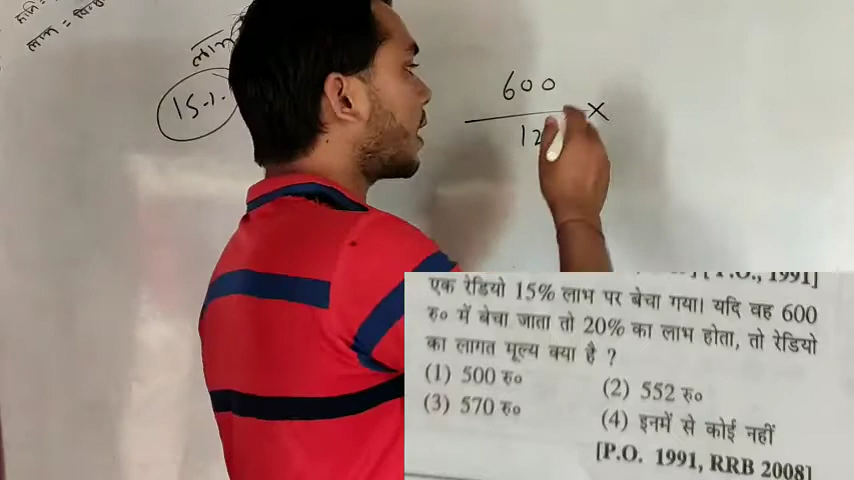 लाभ
15%
600 ×
12
[P.O., 1991]
एक रेडियो 15% लाभ पर बेचा गया। यदि वह 600
रु० में बेचा जाता तो 20% का लाभ होता, तो रेडियो
का लागत मूल्य क्या है ?
(1) 500 रु० (2) 552 रु०
(3) 570 रु० (4) इनमें से कोई नहीं
[P.O. 1991, RRB 2008]